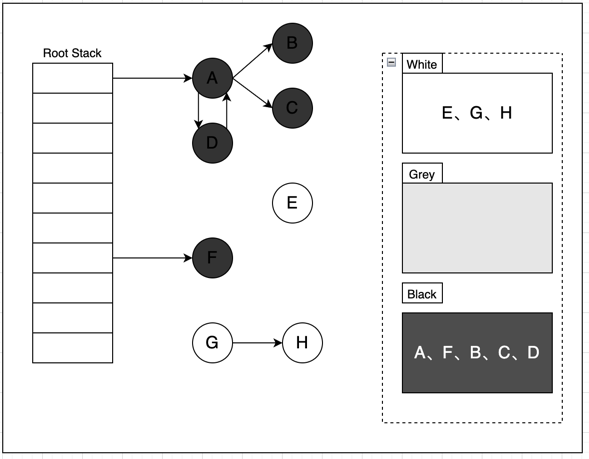 Root Stack
A
B
C
D
E
F
G
H
White
E、G、H
Grey
Black
A、F、B、C、D